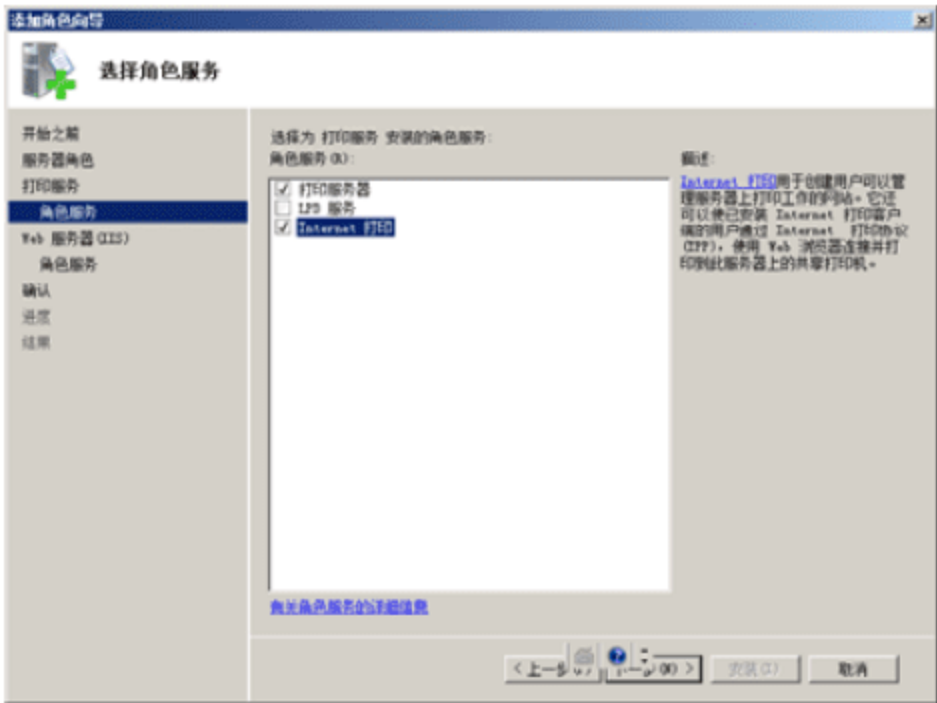 添加角色向导
选择角色服务
开始之前
服务器角色
打印服务
角色服务
Web 服务器(IIS)
角色服务
确认
进度
结果
选择为 打印服务 安装的角色服务:
角色服务(R):
打印服务器
LPD 服务
Internet 打印
有关角色服务的详细信息
描述:
Internet 打印用于创建用户可以管
理服务器上打印工作的网站。它还
可以使已安装 Internet 打印客户
端的用户通过 Internet 打印协议
(IPP), 使用 Web 浏览器连接并打
印到此服务器上的共享打印机。
< 上一步
(N) >
安装(I)
取消